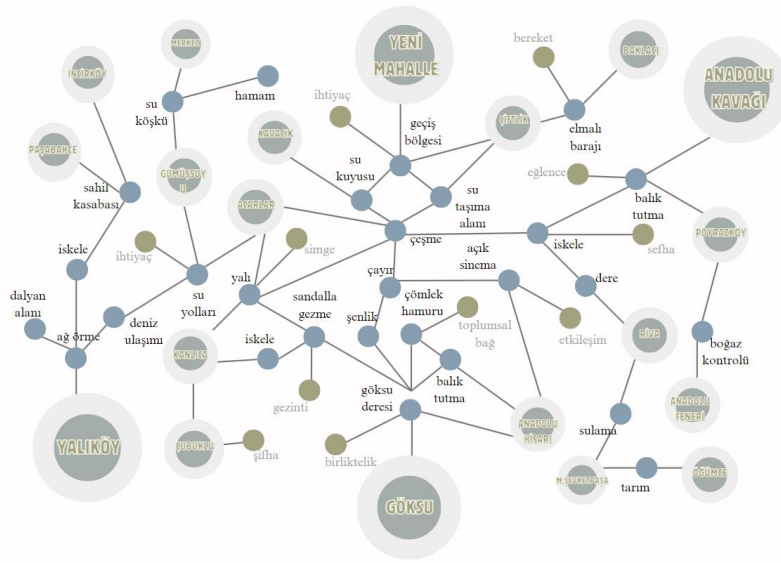 MERKEZ
YENİ
MAHALLE
bereket
BAKLACI
ANADOLU
KAVAĞI
İNCİRKÖY
hamam
su
köşkü
ihtiyaç
geçiş
bölgesi
ÇİFTLİK
elmalı
barajı
KAVACIK
PAŞABAHÇE
GÜMÜŞSUY
U
su
kuyusu
eğlence
balık
tutma
sahil
kasabası
su
taşıma
alanı
ALARLAR
çeşme
iskele
sefha
POYRAZKÖY
simge
ihtiyaç
açık
sinema
iskele
yalı
çayır
dere
su
yolları
sandalla
gezme
çömlek
hamuru
dalyan
alanı
deniz
ulaşımı
toplumsal
bağ
etkileşim
ağ örme
şenlik
RİVA
boğaz
kontrolü
KANLICA
iskele
balık
tutma
göksu
deresi
gezinti
ANADOLU
FENERİ
ANADOLU
HİSARI
sulama
YALIKÖY
ÇUBUKLU
şifha
birliktelik
M.ŞEVKETPAŞA
tarım
ÖĞÜMCE
GÖKSU